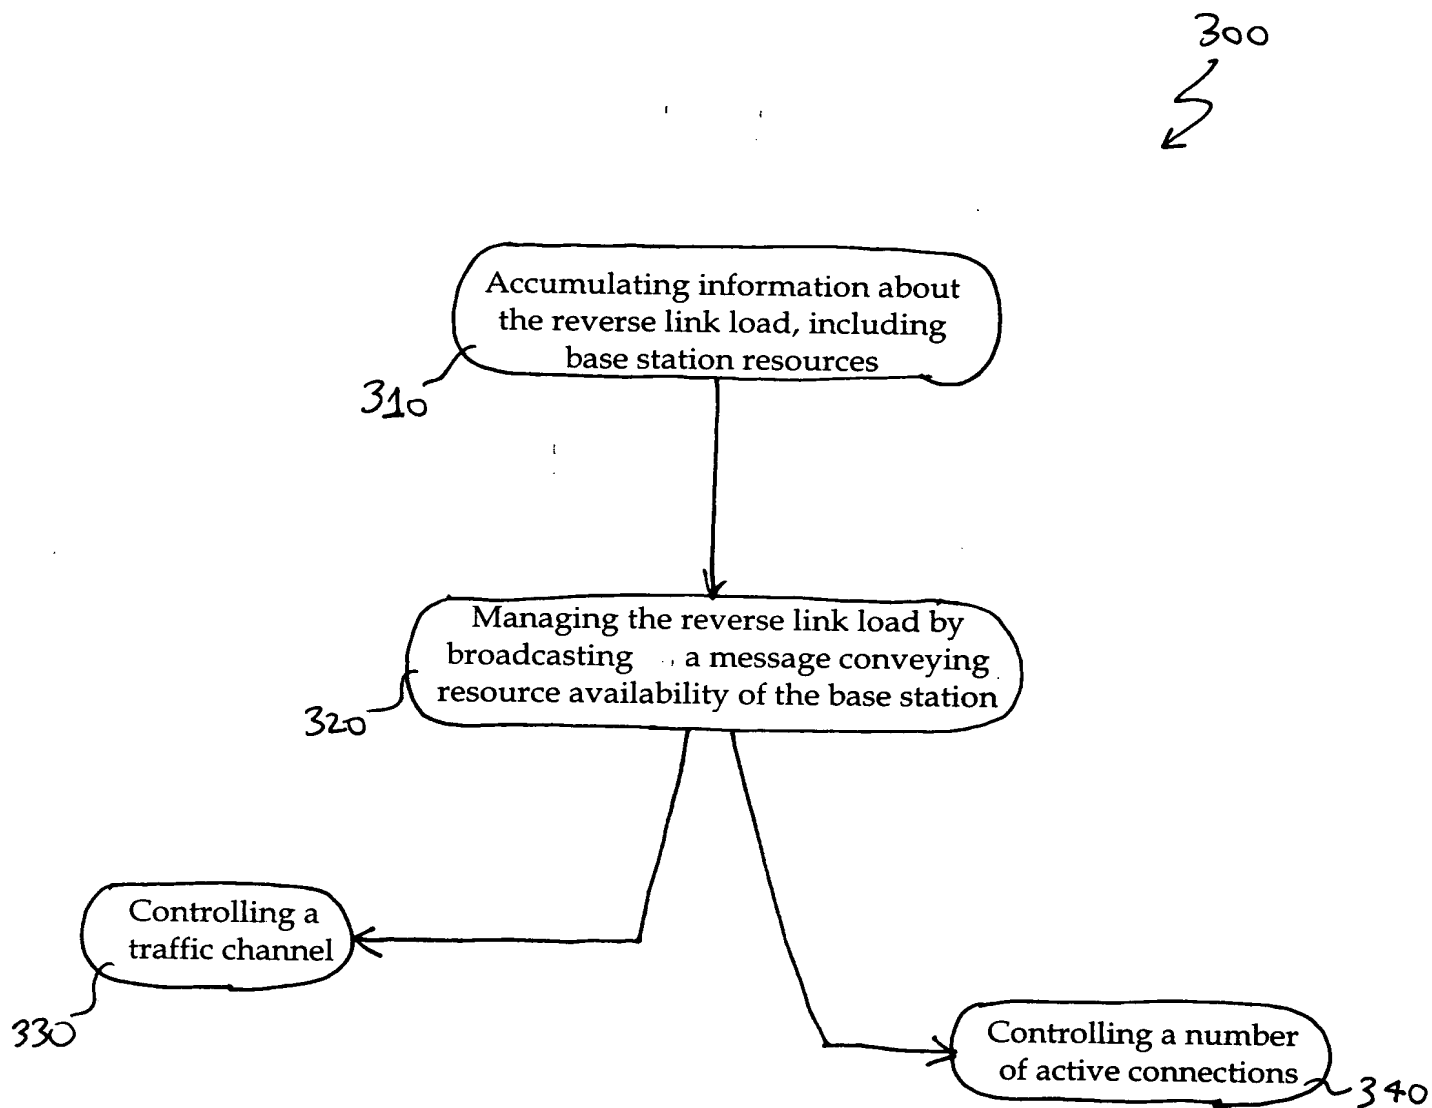 300
Accumulating information about
the reverse link load, including
base station resources
310
Managing the reverse link load by
broadcasting , a message conveying
resource availability of the base station
320
Controlling a
traffic channel
330
Controlling a number
of active connections
340